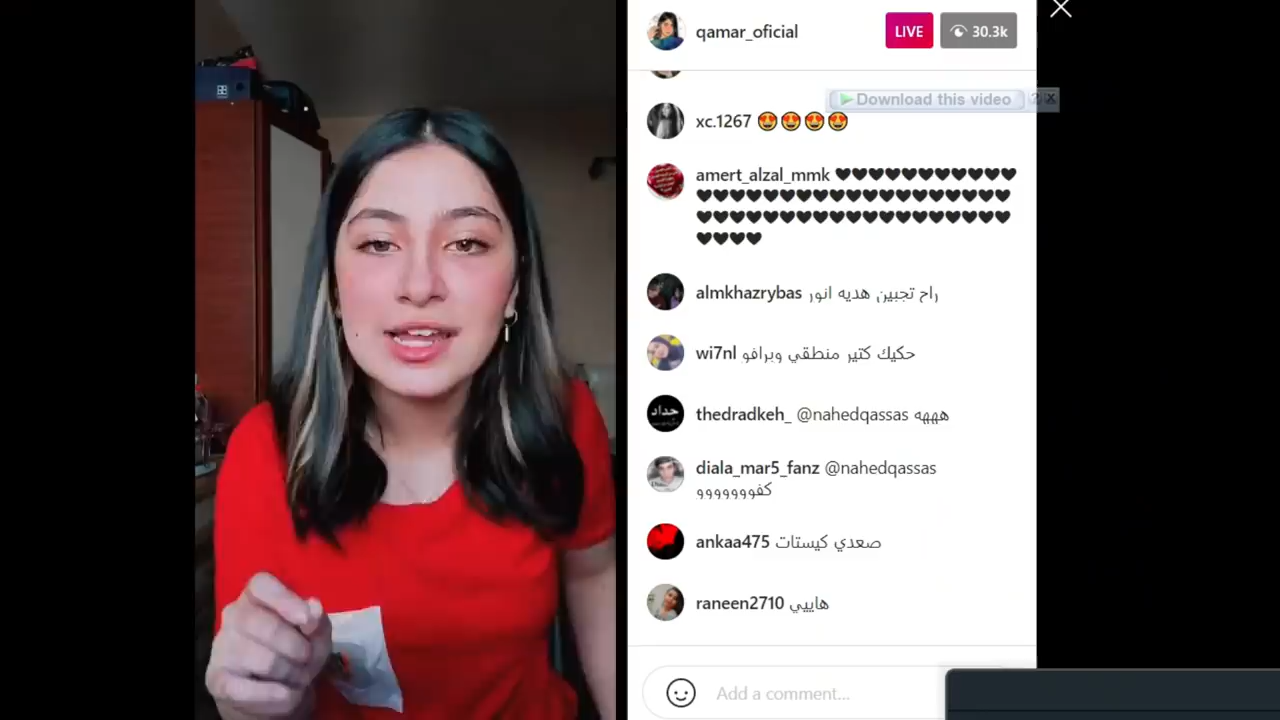 qamar_oficial LIVE 30.3k
Download this video ? X
xc.1267 😍😍😍😍
amert_alzal_mmk 🖤🖤🖤🖤🖤🖤🖤🖤🖤🖤🖤
🖤🖤🖤🖤🖤🖤🖤🖤🖤🖤🖤🖤🖤🖤🖤🖤🖤🖤🖤
🖤🖤🖤🖤🖤🖤🖤🖤🖤🖤🖤🖤🖤🖤🖤🖤🖤🖤🖤
🖤🖤🖤🖤
almkhazrybas راح تجبين هديه انور
wi7nl حكيك كتير منطقي وبرافو
thedradkeh_ @nahedqassas هههه
diala_mar5_fanz @nahedqassas
كفووووووو
ankaa475 صعدي كيستات
raneen2710 هاييي
Add a comment...